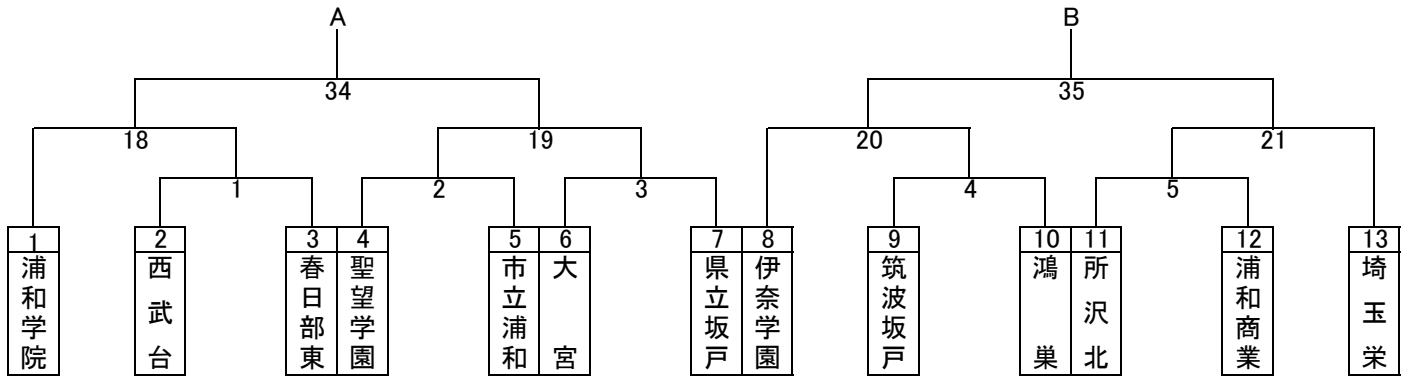 A B
34 35
18 19 20 21
1 2 3 4 5
1 2 3 4 5 6 7 8 9 10 11 12 13
浦和学院
西武台
春日部東
聖望学園
市立浦和
大宮
県立坂戸
伊奈学園
筑波坂戸
鴻巣
所沢北
浦和商業
埼玉栄